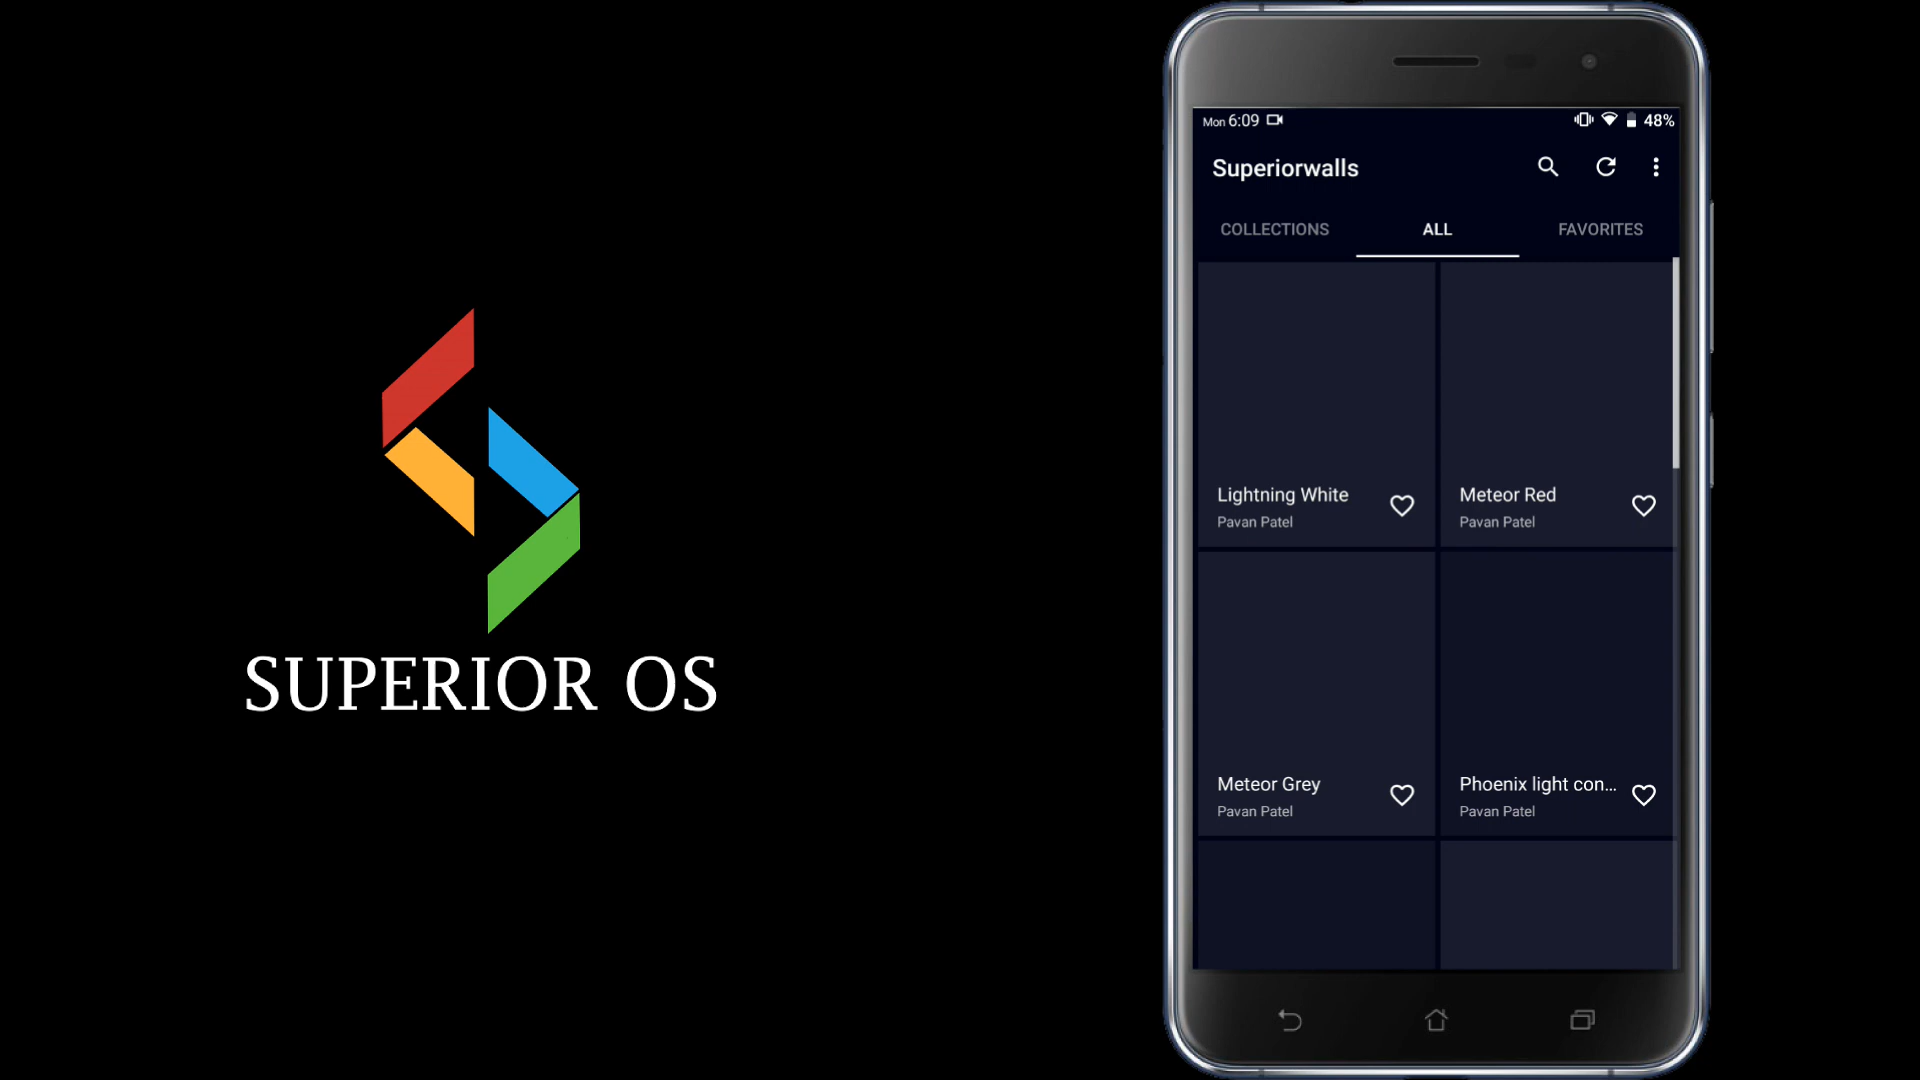 SUPERIOR OS
Mon 6:09
48%
Superiorwalls
COLLECTIONS
ALL
FAVORITES
Lightning White
Pavan Patel
Meteor Red
Pavan Patel
Meteor Grey
Pavan Patel
Phoenix light con...
Pavan Patel